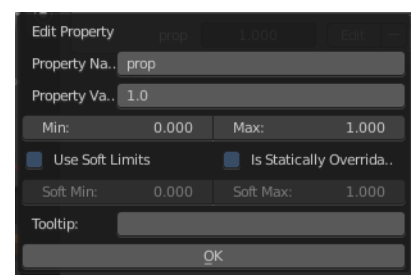 Edit Property
prop 1.000 Edit
Property Na.. prop
Property Va.. 1.0
Min: 0.000 Max: 1.000
Use Soft Limits Is Statically Overrida..
Soft Min: 0.000 Soft Max: 1.000
Tooltip:
OK